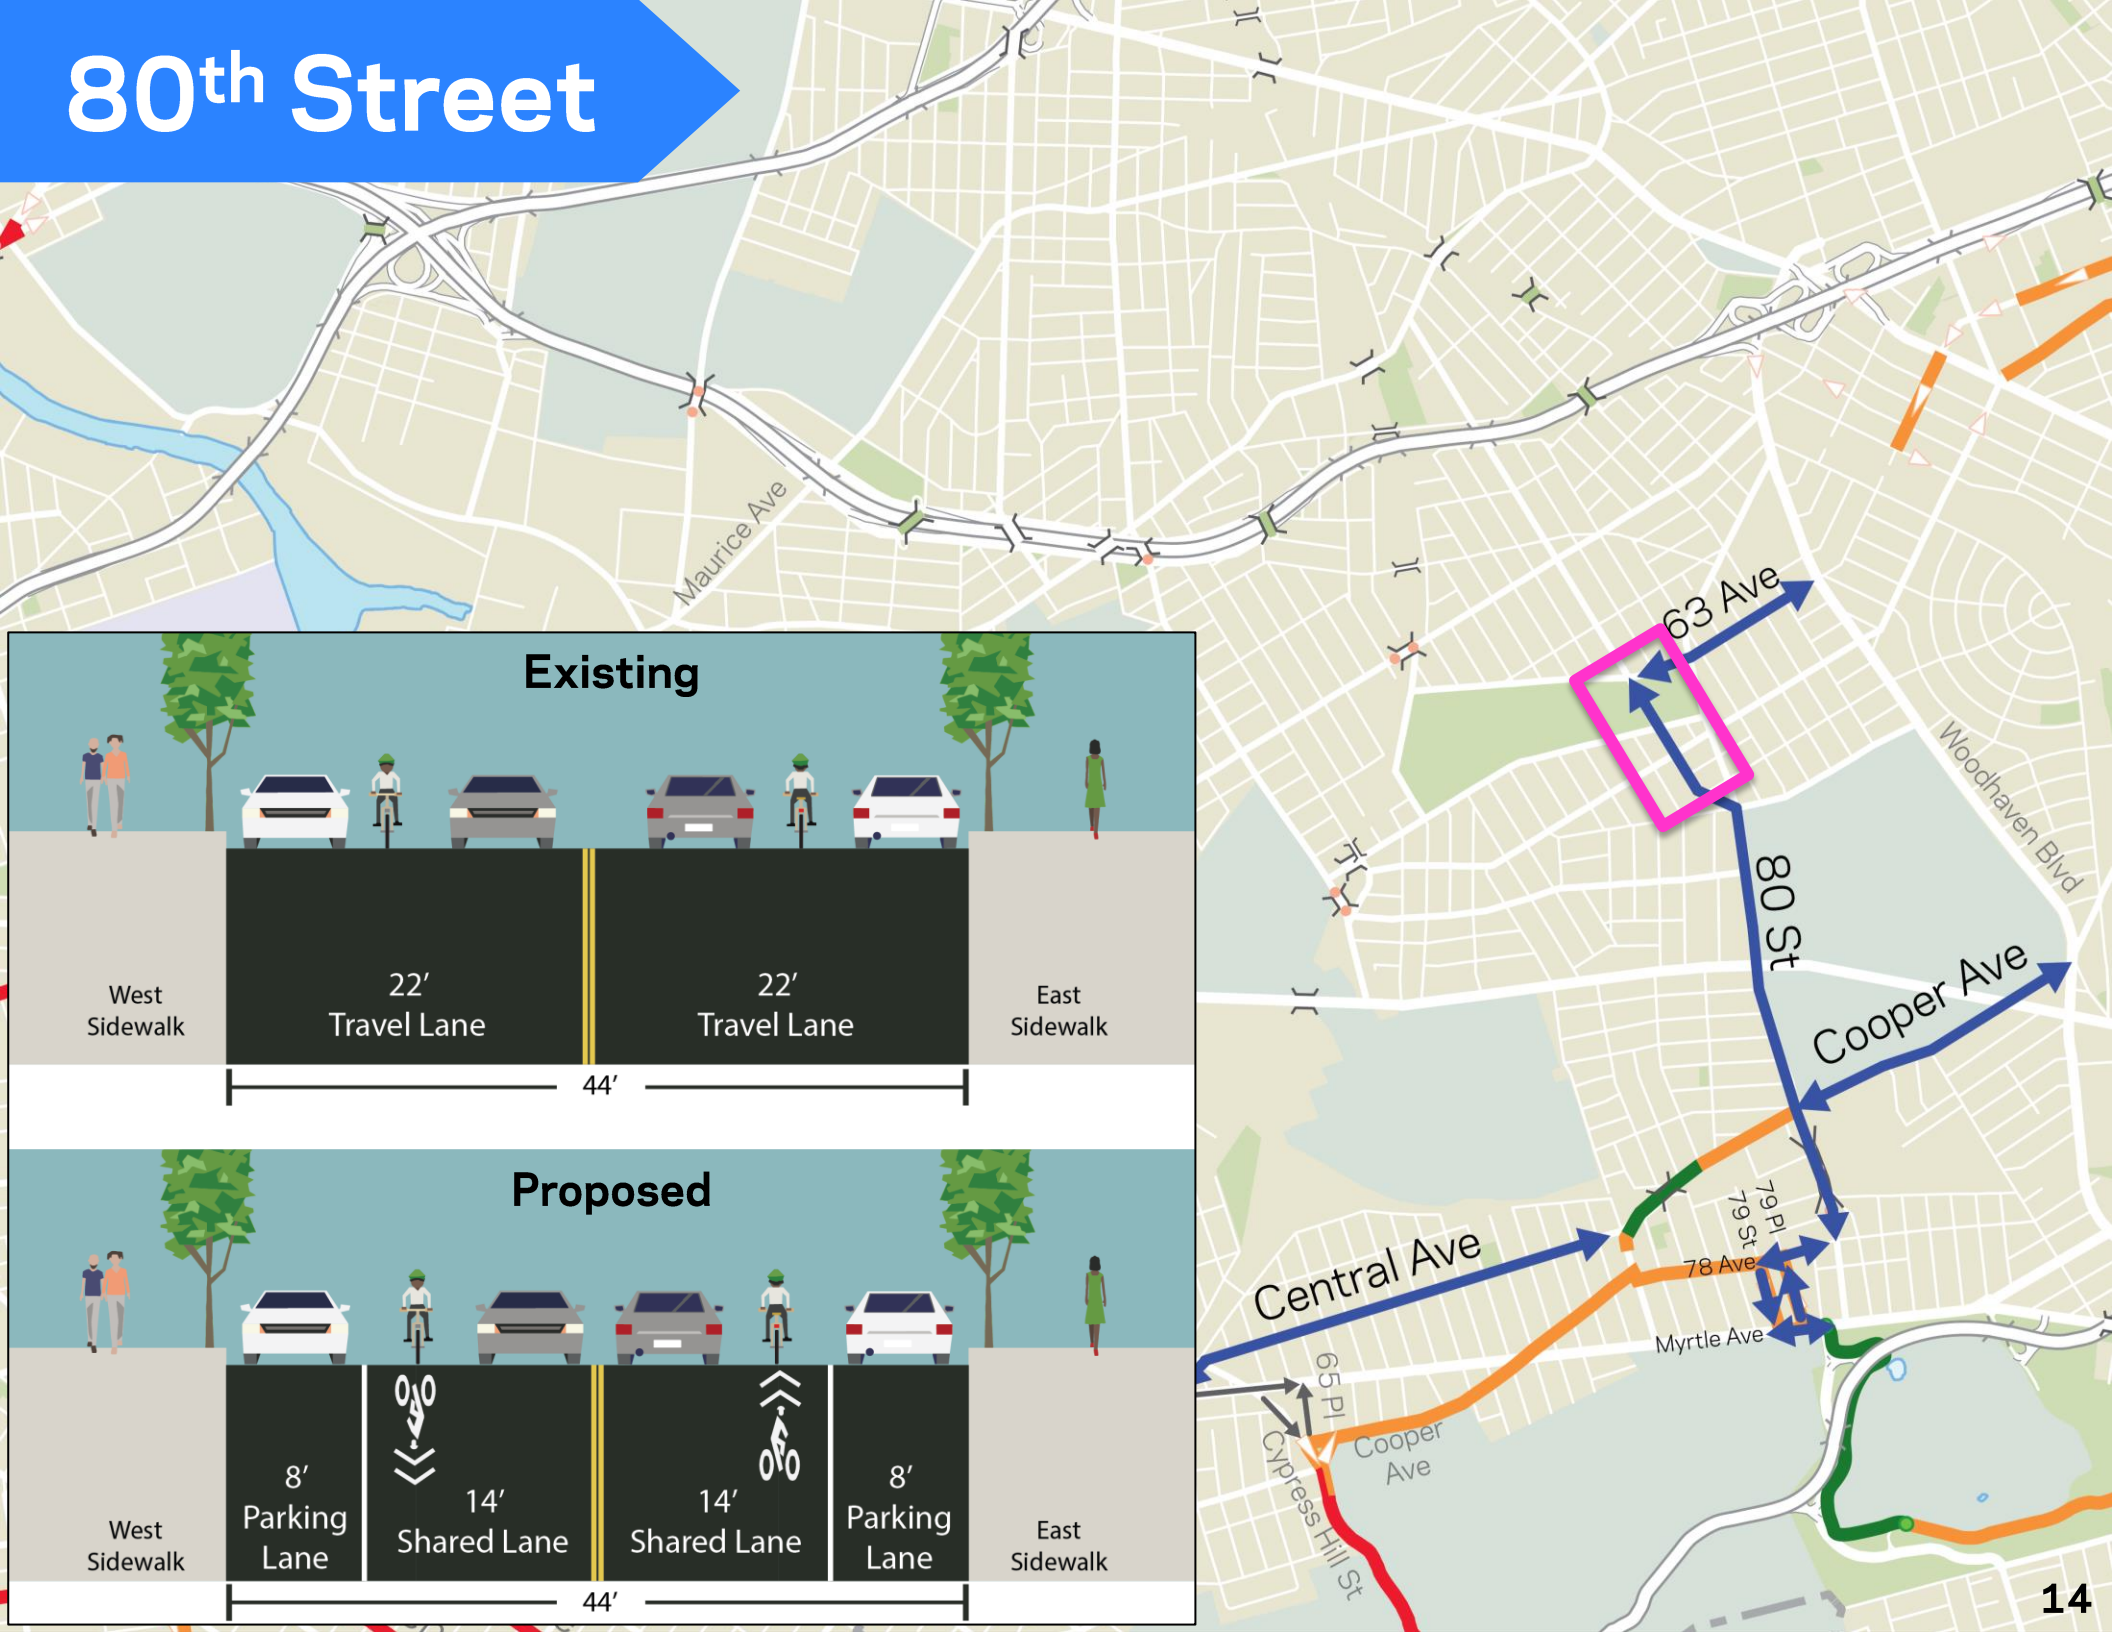 80th Street
Maurice Ave
63 Ave
Woodhaven Blvd
80 St
Cooper Ave
79 Pl
79 St
78 Ave
Central Ave
Myrtle Ave
65 Pl
Cooper
Ave
Cypress Hill St
Existing
22′
Travel Lane
22′
Travel Lane
West
Sidewalk
East
Sidewalk
44′
Proposed
8′
Parking
Lane
14′
Shared Lane
14′
Shared Lane
8′
Parking
Lane
West
Sidewalk
East
Sidewalk
44′
14